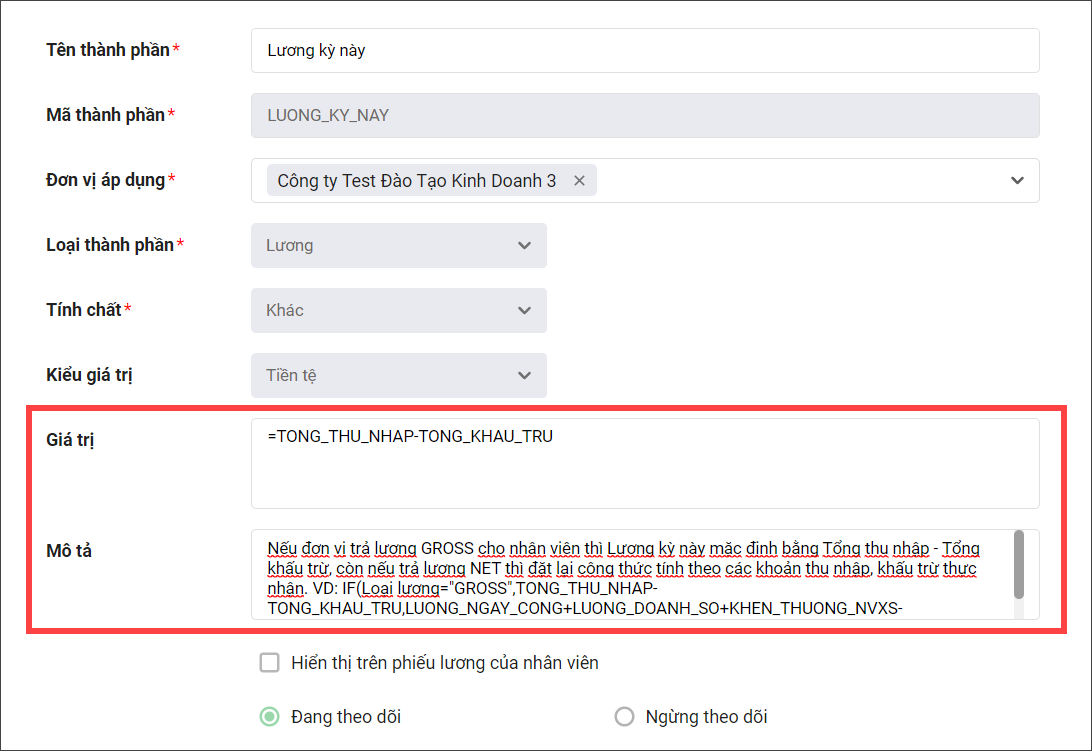 Tên thành phần* Lương kỳ này
Mã thành phần* LUONG_KY_NAY
Đơn vị áp dụng* Công ty Test Đào Tạo Kinh Doanh 3 ×
Loại thành phần* Lương
Tính chất* Khác
Kiểu giá trị Tiền tệ
Giá trị =TONG_THU_NHAP-TONG_KHAU_TRU
Mô tả
Nếu đơn vị trả lương GROSS cho nhân viên thì Lương kỳ này mặc định bằng Tổng thu nhập - Tổng
khấu trừ, còn nếu trả lương NET thì đặt lại công thức tính theo các khoản thu nhập, khấu trừ thực
nhận. VD: IF(Loại lương="GROSS",TONG_THU_NHAP-
TONG_KHAU_TRU,LUONG_NGAY_CONG+LUONG_DOANH_SO+KHEN_THUONG_NVXS-
Hiển thị trên phiếu lương của nhân viên
Đang theo dõi Ngừng theo dõi